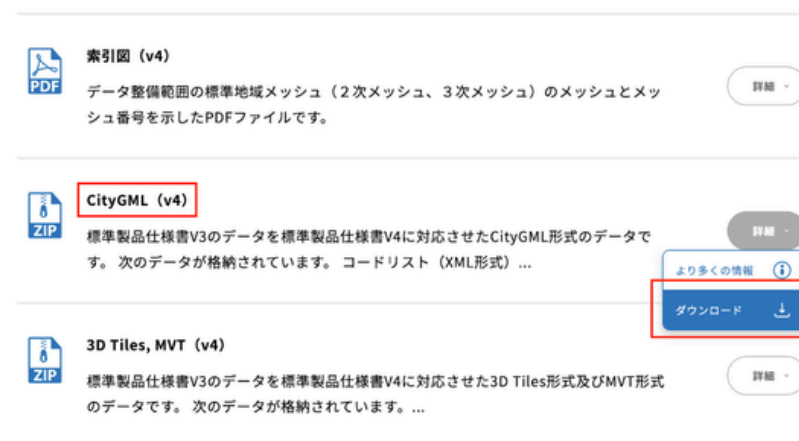 索引図（v4）
PDF
データ整備範囲の標準地域メッシュ（２次メッシュ、３次メッシュ）のメッシュとメッ
シュ番号を示したPDFファイルです。
詳細
CityGML（v4）
ZIP
標準製品仕様書V3のデータを標準製品仕様書V4に対応させたCityGML形式のデータで
す。 次のデータが格納されています。 コードリスト（XML形式）...
詳細
より多くの情報
ダウンロード
3D Tiles, MVT（v4）
ZIP
標準製品仕様書V3のデータを標準製品仕様書V4に対応させた3D Tiles形式及びMVT形式
のデータです。 次のデータが格納されています。...
詳細